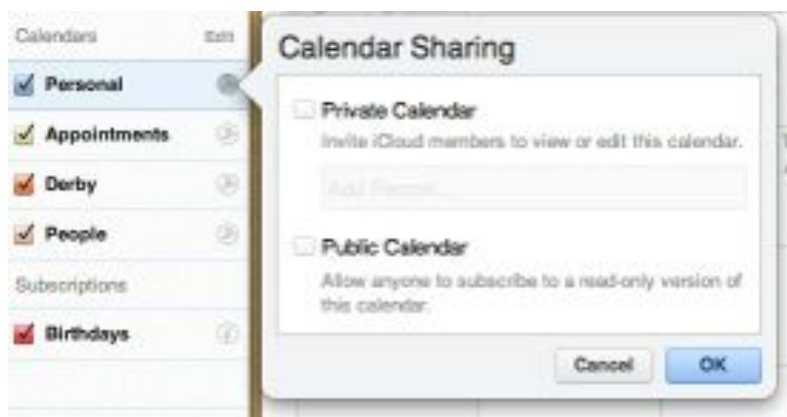 Calendars Edit
Personal
Appointments
Derby
People
Subscriptions
Birthdays
Calendar Sharing
Private Calendar
Invite iCloud members to view or edit this calendar.
Add Person...
Public Calendar
Allow anyone to subscribe to a read-only version of
this calendar.
Cancel OK